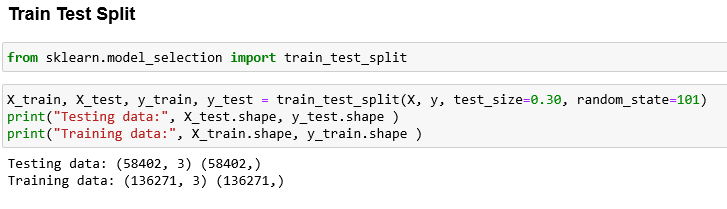 Train Test Split
from sklearn.model_selection import train_test_split
X_train, X_test, y_train, y_test = train_test_split(X, y, test_size=0.30, random_state=101)
print("Testing data:", X_test.shape, y_test.shape )
print("Training data:", X_train.shape, y_train.shape )
Testing data: (58402, 3) (58402,)
Training data: (136271, 3) (136271,)